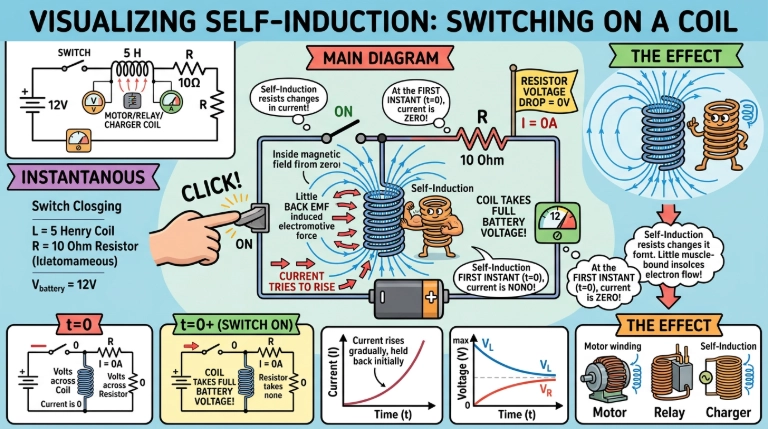 VISUALIZING SELF-INDUCTION: SWITCHING ON A COIL
SWITCH
5 H
R
10Ω
R
12V
V
A
MOTOR/RELAY/
CHARGER COIL
INSTANTANOUS
Switch Closging
L = 5 Henry Coil
R = 10 Ohm Resistor
(Idatomameous)
Vbattery = 12V
MAIN DIAGRAM
Self-Induction
resists changes
in current!
ON
At the FIRST
INSTANT (t=0),
current is
ZERO!
RESISTOR
VOLTAGE
DROP = 0V
I = 0A
R
10 Ohm
CLICK!
ON
Inside magnetic
field from zero!
Little
BACK EMF
induced
electromotive
force
Self-Induction
COIL TAKES
FULL
BATTERY
VOLTAGE!
12
CURRENT
TRIES TO RISE
Self-Induction
FIRST INSTANT (t=0),
current is NONO!
At the
FIRST INSTANT
(t=0), current
is ZERO!
THE EFFECT
Self-Induction
resists changes it
fornt. Little muscle-
bound insolces
electron flow!
t=0
0
R
I = 0A
Volts
across
Coil
Volts
across
Resistor
0
Current is 0
t=0+ (SWITCH ON)
0
R
I = 0A
COIL
TAKES FULL
BATTERY
VOLTAGE!
Resistor
takes
none
0
Current (I)
Current rises
gradually, held
back initially
Time (t)
max
Voltage (V)
0
VL
VL
VR
Time (t)
THE EFFECT
Motor winding
Self-Induction
Motor
Relay
Charger